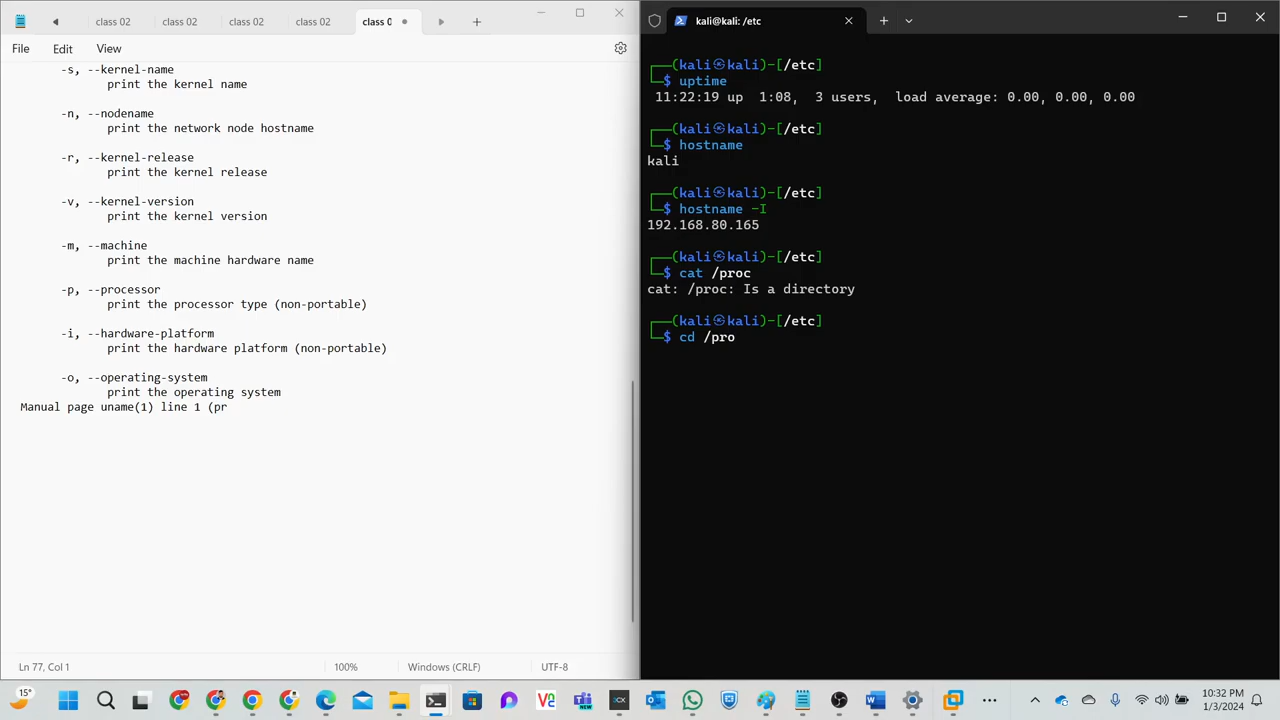 class 02
class 02
class 02
class 02
class 0
File
Edit
View
-s, --kernel-name
print the kernel name
-n, --nodename
print the network node hostname
-r, --kernel-release
print the kernel release
-v, --kernel-version
print the kernel version
-m, --machine
print the machine hardware name
-p, --processor
print the processor type (non-portable)
-i, --hardware-platform
print the hardware platform (non-portable)
-o, --operating-system
print the operating system
Manual page uname(1) line 1 (pr
Ln 77, Col 1
100%
Windows (CRLF)
UTF-8
kali@kali: /etc
┌──(kali㉿kali)-[/etc]
└─$ uptime
11:22:19 up  1:08,  3 users,  load average: 0.00, 0.00, 0.00
┌──(kali㉿kali)-[/etc]
└─$ hostname
kali
┌──(kali㉿kali)-[/etc]
└─$ hostname -I
192.168.80.165
┌──(kali㉿kali)-[/etc]
└─$ cat /proc
cat: /proc: Is a directory
┌──(kali㉿kali)-[/etc]
└─$ cd /pro
15°
10:32 PM
1/3/2024